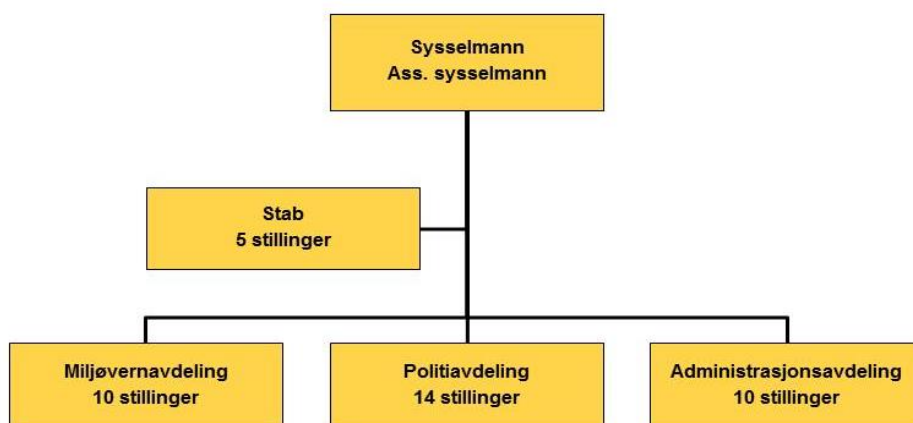 Sysselmann
Ass. sysselmann
Stab
5 stillinger
Miljøvernavdeling
10 stillinger
Politiavdeling
14 stillinger
Administrasjonsavdeling
10 stillinger